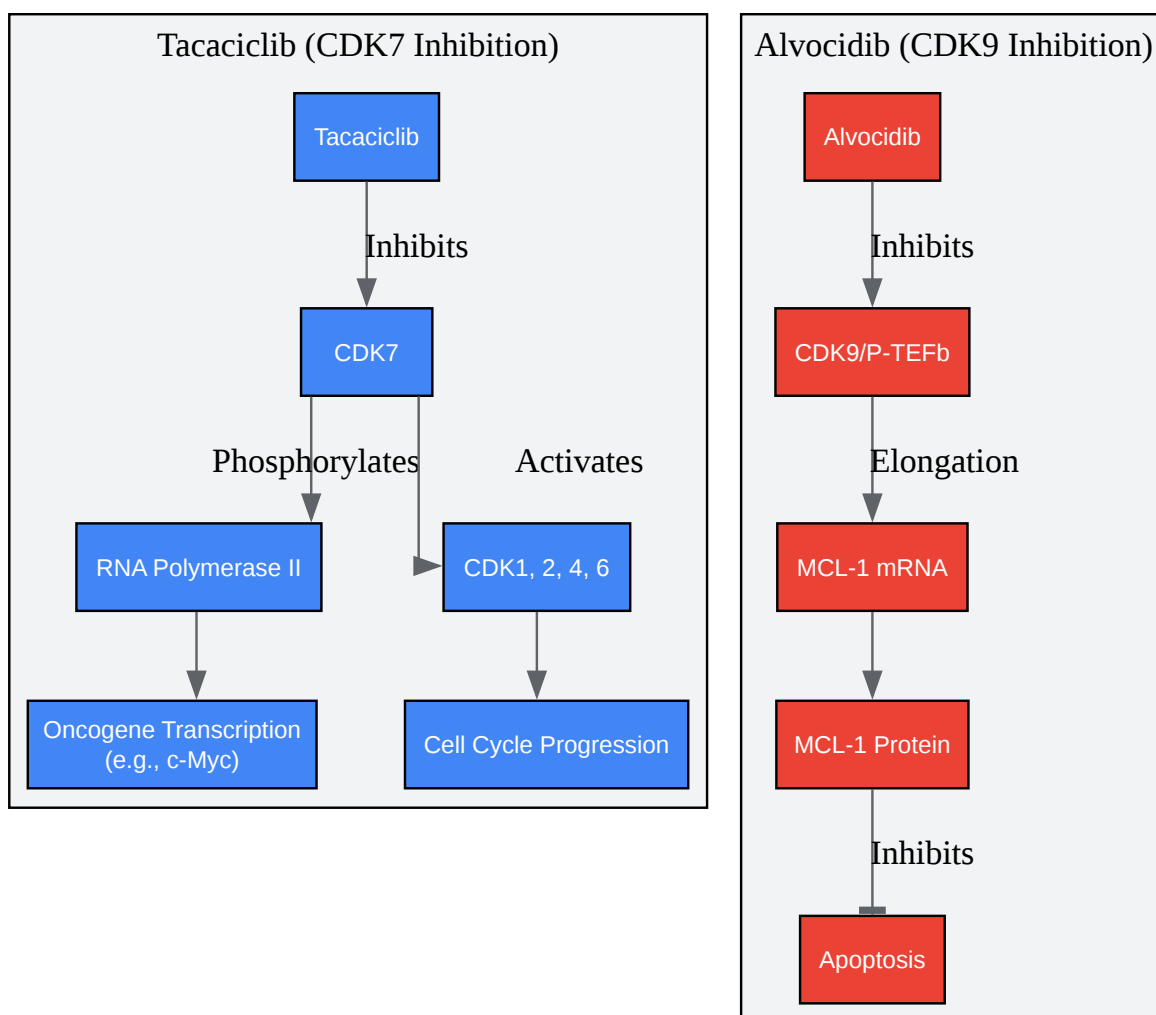 Tacaciclib (CDK7 Inhibition)
Tacaciclib
Inhibits
CDK7
Phosphorylates
Activates
RNA Polymerase II
CDK1, 2, 4, 6
Oncogene Transcription
(e.g., c-Myc)
Cell Cycle Progression
Alvocidib (CDK9 Inhibition)
Alvocidib
Inhibits
CDK9/P-TEFb
Elongation
MCL-1 mRNA
MCL-1 Protein
Inhibits
Apoptosis